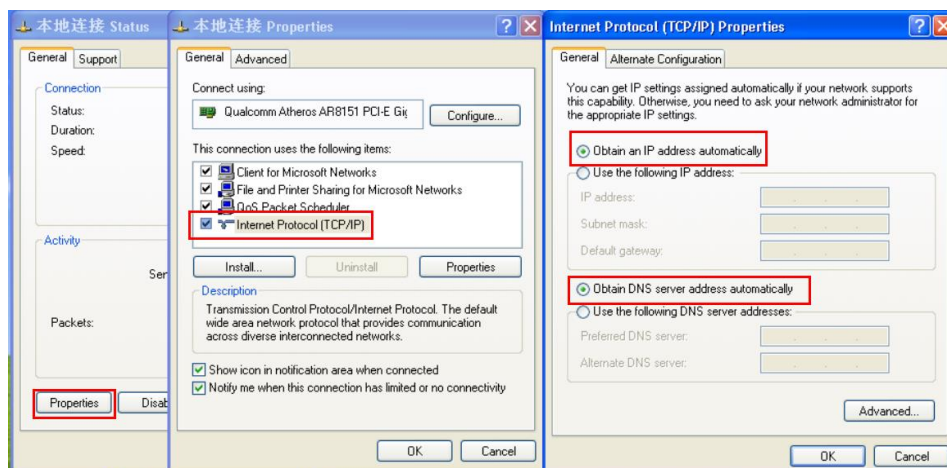 本地连接 Status
General
Support
Connection
Status:
Duration:
Speed:
Activity
Packets:
Properties
本地连接 Properties
General
Advanced
Connect using:
Qualcomm Atheros AR8151 PCI-E
Configure...
This connection uses the following items:
Client for Microsoft Networks
File and Printer Sharing for Microsoft Networks
QoS Packet Scheduler
Internet Protocol (TCP/IP)
Install...
Uninstall
Properties
Description
Transmission Control Protocol/Internet Protocol. The default
wide area network protocol that provides communication
across diverse interconnected networks.
Show icon in notification area when connected
Notify me when this connection has limited or no connectivity
OK
Cancel
Internet Protocol (TCP/IP) Properties
General
Alternate Configuration
You can get IP settings assigned automatically if your network supports
this capability. Otherwise, you need to ask your network administrator for
the appropriate IP settings.
Obtain an IP address automatically
Use the following IP address:
IP address:
Subnet mask:
Default gateway:
Obtain DNS server address automatically
Use the following DNS server addresses:
Preferred DNS server:
Alternate DNS server:
Advanced...
OK
Cancel